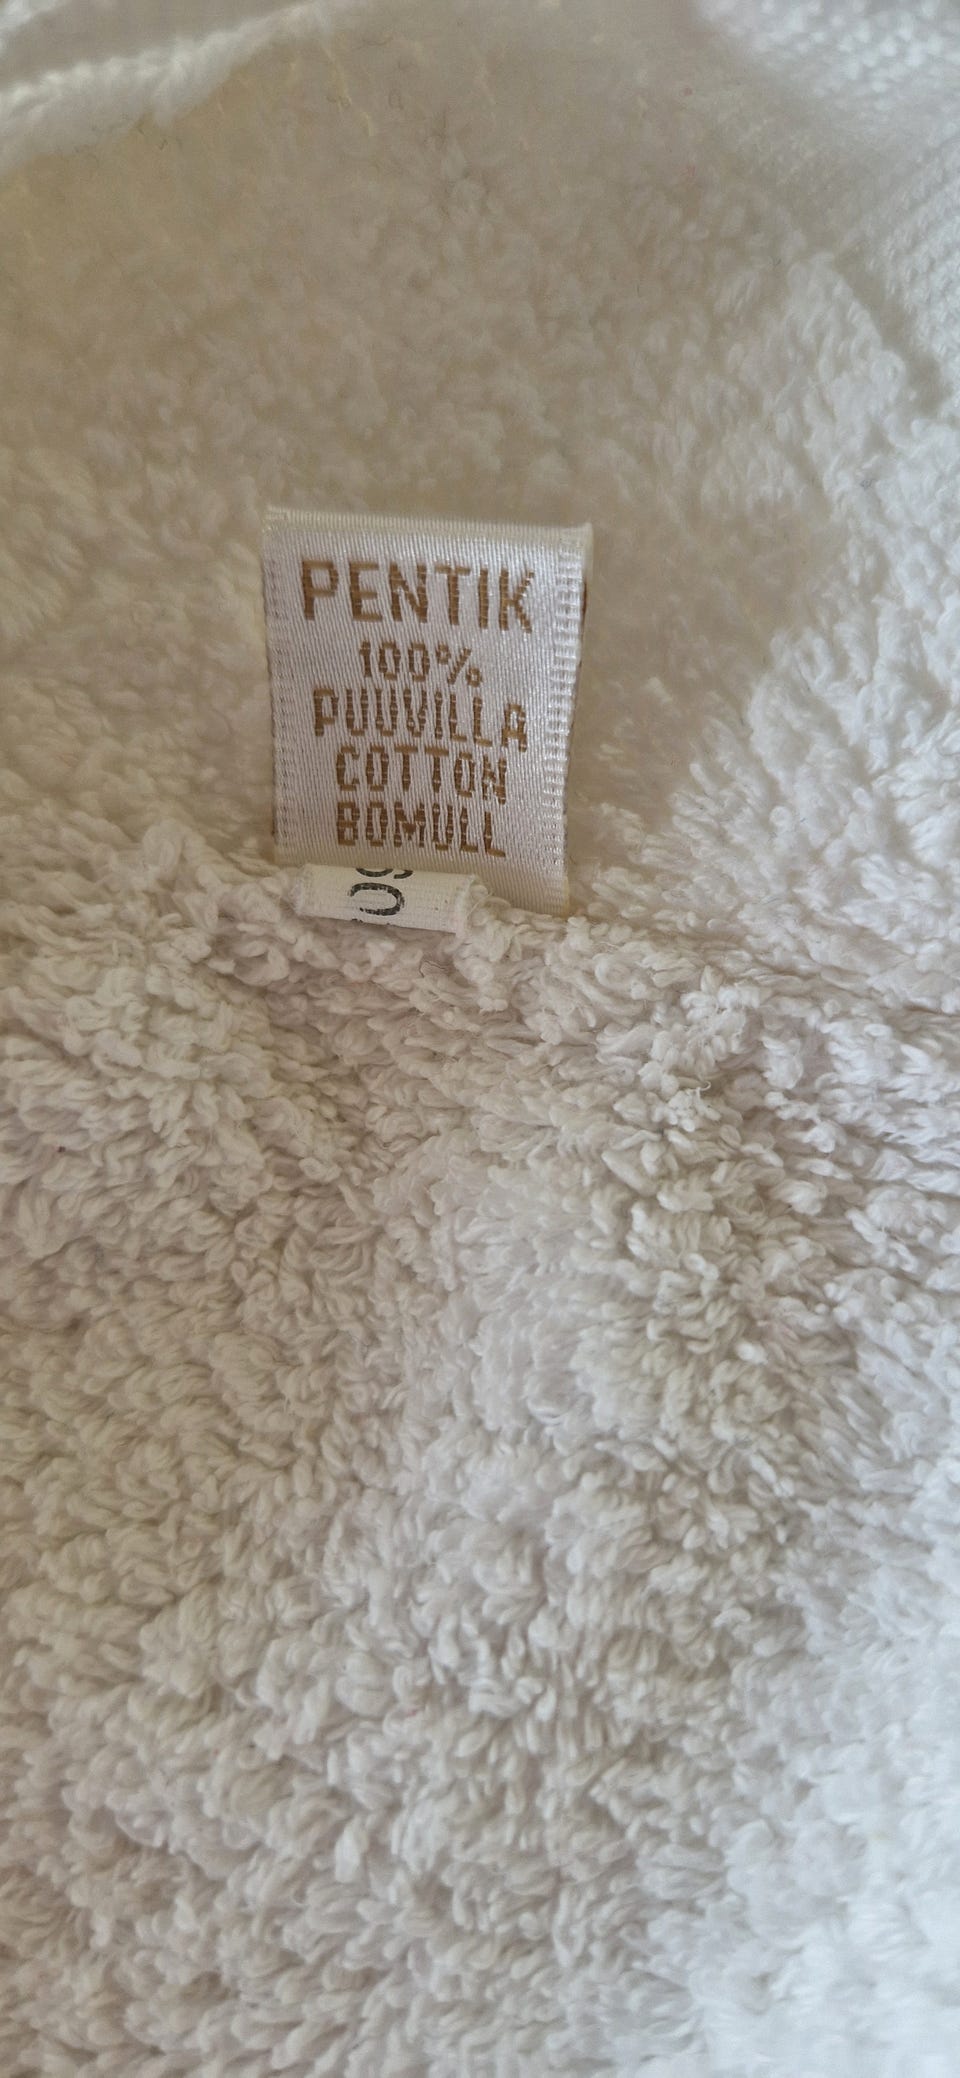 PENTIK
100%
PUUVILLA
COTTON
BOMULL